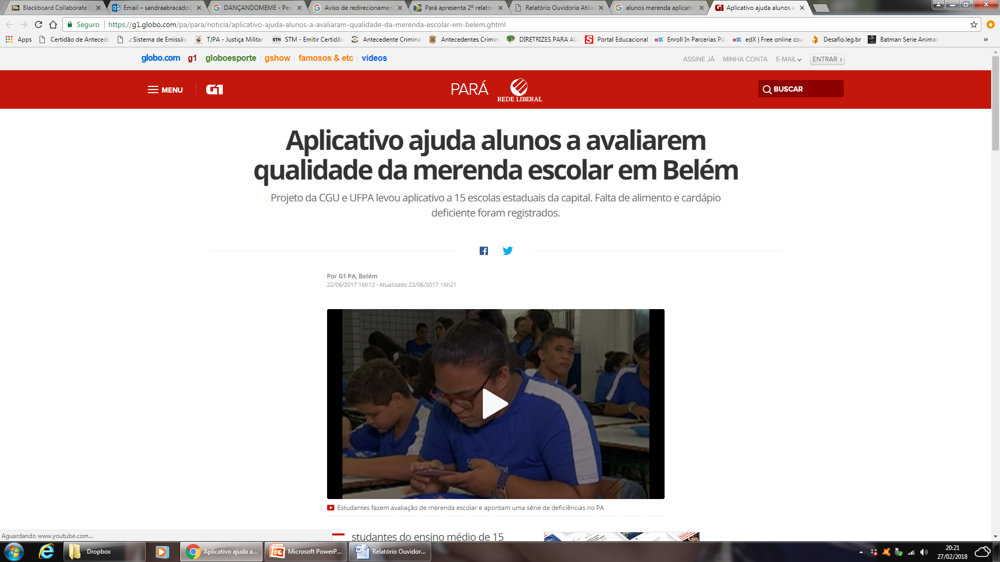 Blackboard Collaborate
Email – sandraabracado@
DANÇANDOMEME - Pes
Aviso de redirecionamen
Pará apresenta 2º relatór
Relatório Ouvidoria Ativa
alunos merenda aplicativ
Aplicativo ajuda alunos a
Seguro
https://g1.globo.com/pa/para/noticia/aplicativo-ajuda-alunos-a-avaliaram-qualidade-da-merenda-escolar-em-belem.ghtml
Apps
Certidão de Anteced
.: Sistema de Emissão
TJPA - Justiça Militar
STM - Emitir Certidão
Antecedente Crimina
Antecedentes Crimin
DIRETRIZES PARA AU
Portal Educacional
Enroll In Parcerias Pú
edX | Free online cou
Desafio.leg.br
Batman Serie Animad
»
globo.com g1 globoesporte gshow famosos & etc vídeos
ASSINE JÁ MINHA CONTA E-MAIL ENTRAR ›
MENU G1 PARÁ REDE LIBERAL BUSCAR
Aplicativo ajuda alunos a avaliarem
qualidade da merenda escolar em Belém
Projeto da CGU e UFPA levou aplicativo a 15 escolas estaduais da capital. Falta de alimento e cardápio
deficiente foram registrados.
Por G1 PA, Belém
22/06/2017 16h12 · Atualizado 22/06/2017 16h21
Estudantes fazem avaliação de merenda escolar e apontam uma série de deficiências no PA
studantes do ensino médio de 15
Aguardando www.youtube.com...
Dropbox
Aplicativo ajuda a...
Microsoft PowerP...
Relatório Ouvidor...
20:21
27/02/2018